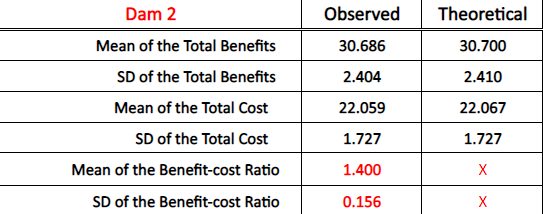 Dam 2 Observed Theoretical
Mean of the Total Benefits 30.686 30.700
SD of the Total Benefits 2.404 2.410
Mean of the Total Cost 22.059 22.067
SD of the Total Cost 1.727 1.727
Mean of the Benefit-cost Ratio 1.400 X
SD of the Benefit-cost Ratio 0.156 X